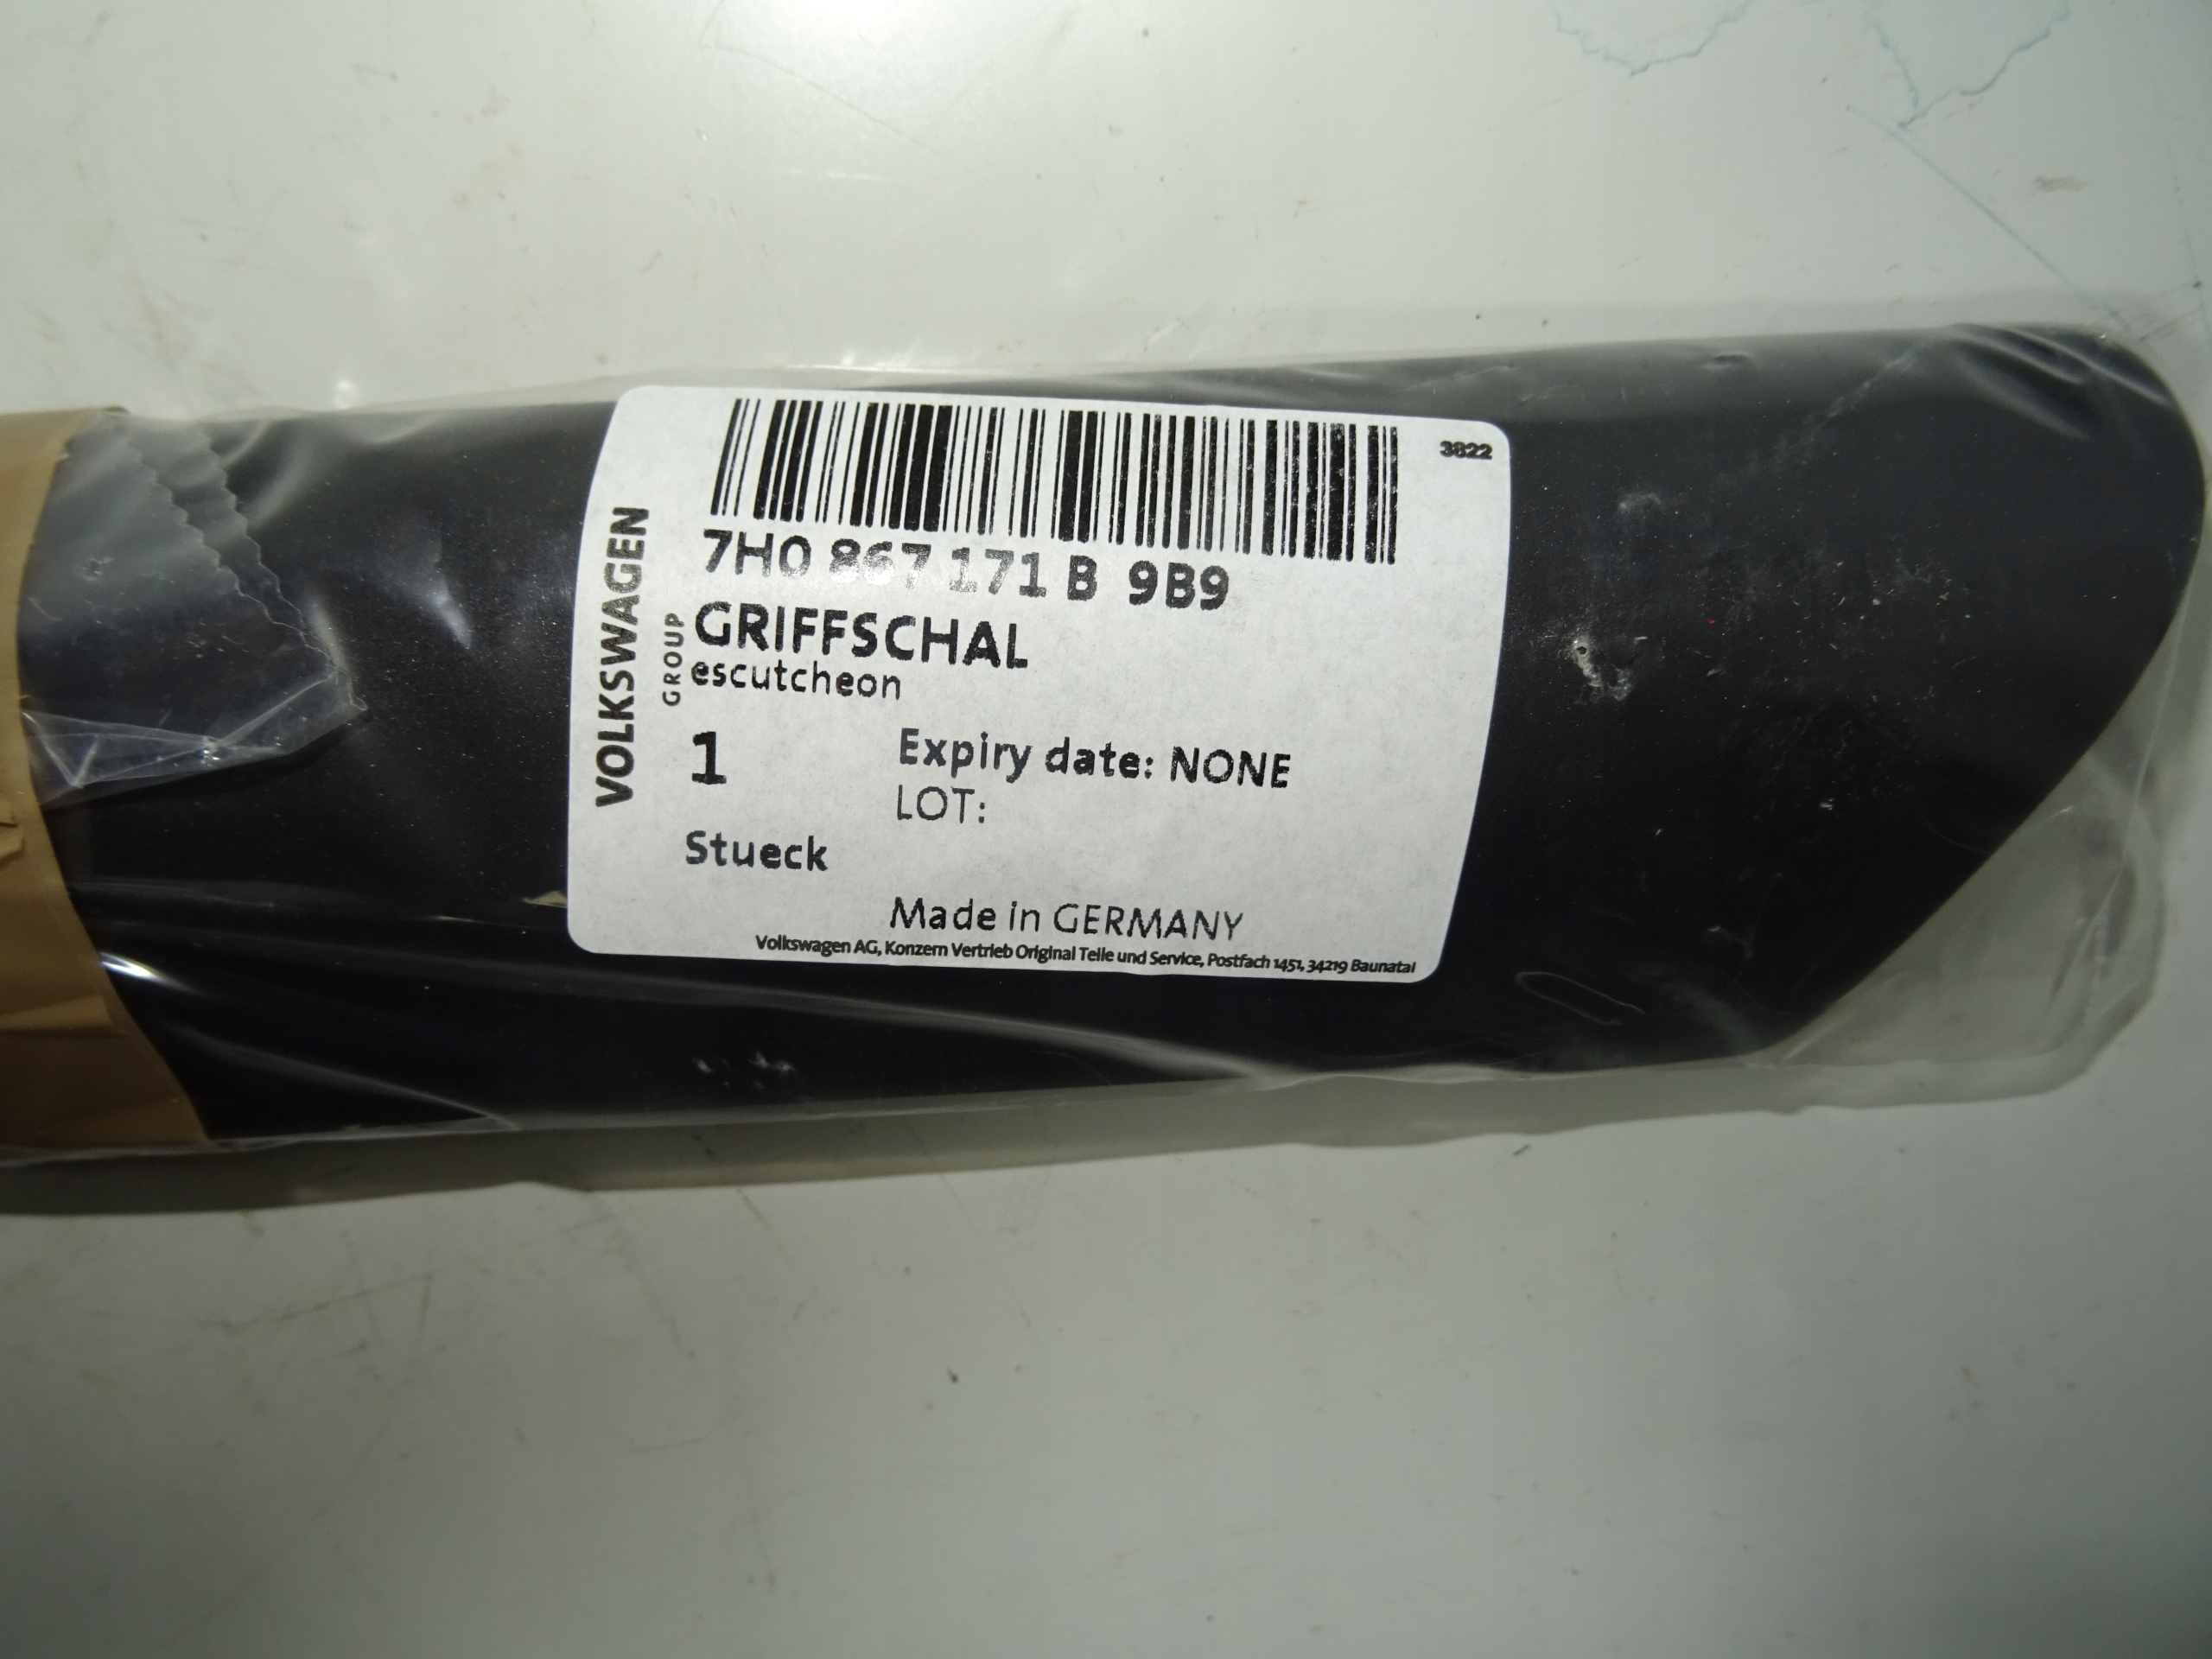 3822
7H0 867 171 B 9B9
GRIFFSCHAL
escutcheon
1
Expiry date: NONE
LOT:
Stueck
Made in GERMANY
Volkswagen AG, Konzern Vertrieb Original Teile und Service, Postfach 1451, 34219 Baunatal
VOLKSWAGEN
GROUP